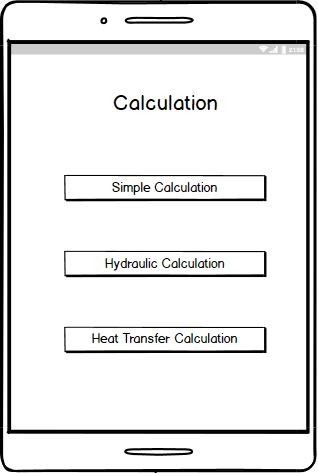 Calculation
Simple Calculation
Hydraulic Calculation
Heat Transfer Calculation